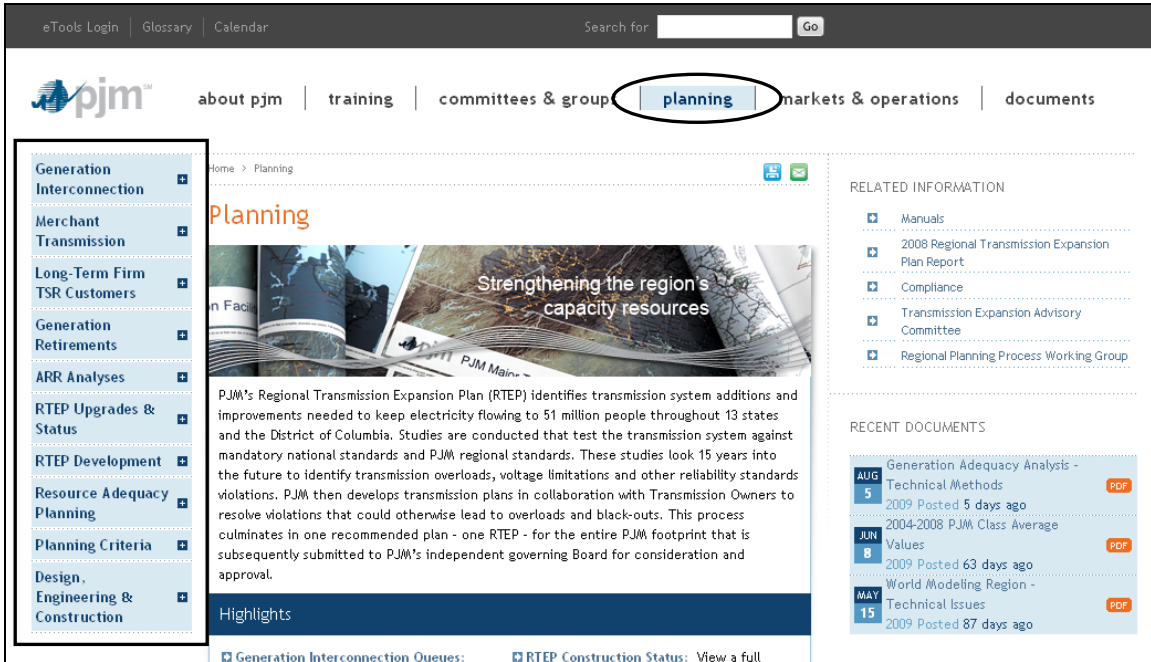 eTools Login | Glossary | Calendar
Search for
Go
pjm SM
about pjm | training | committees & groups | planning | markets & operations | documents
Generation
Interconnection
Merchant
Transmission
Long-Term Firm
TSR Customers
Generation
Retirements
ARR Analyses
RTEP Upgrades &
Status
RTEP Development
Resource Adequacy
Planning
Planning Criteria
Design,
Engineering &
Construction
Home > Planning
Planning
Strengthening the region's
capacity resources
on Facili
pjm PJM Major T
PJM's Regional Transmission Expansion Plan (RTEP) identifies transmission system additions and
improvements needed to keep electricity flowing to 51 million people throughout 13 states
and the District of Columbia. Studies are conducted that test the transmission system against
mandatory national standards and PJM regional standards. These studies look 15 years into
the future to identify transmission overloads, voltage limitations and other reliability standards
violations. PJM then develops transmission plans in collaboration with Transmission Owners to
resolve violations that could otherwise lead to overloads and black-outs. This process
culminates in one recommended plan - one RTEP - for the entire PJM footprint that is
subsequently submitted to PJM's independent governing Board for consideration and
approval.
Highlights
Generation Interconnection Queues:
RTEP Construction Status: View a full
RELATED INFORMATION
Manuals
2008 Regional Transmission Expansion
Plan Report
Compliance
Transmission Expansion Advisory
Committee
Regional Planning Process Working Group
RECENT DOCUMENTS
AUG 5
Generation Adequacy Analysis -
Technical Methods
PDF
2009 Posted 5 days ago
JUN 8
2004-2008 PJM Class Average
Values
PDF
2009 Posted 63 days ago
MAY 15
World Modeling Region -
Technical Issues
PDF
2009 Posted 87 days ago